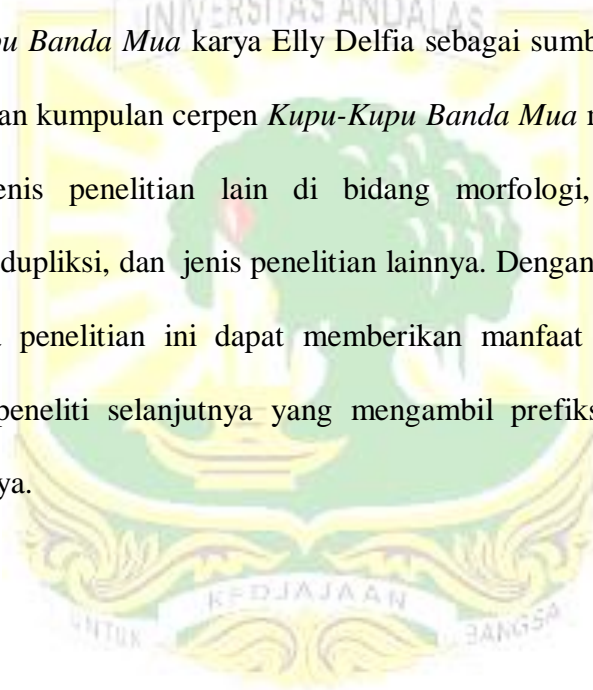 UNIVERSITAS ANDALAS
pu Banda Mua karya Elly Delfia sebagai sumb
an kumpulan cerpen Kupu-Kupu Banda Mua
enis penelitian lain di bidang morfologi,
dupliksi, dan jenis penelitian lainnya. Dengan
penelitian ini dapat memberikan manfaat
peneliti selanjutnya yang mengambil prefiks
ya.
KEDJAJAAN
UNTUK BANGSA